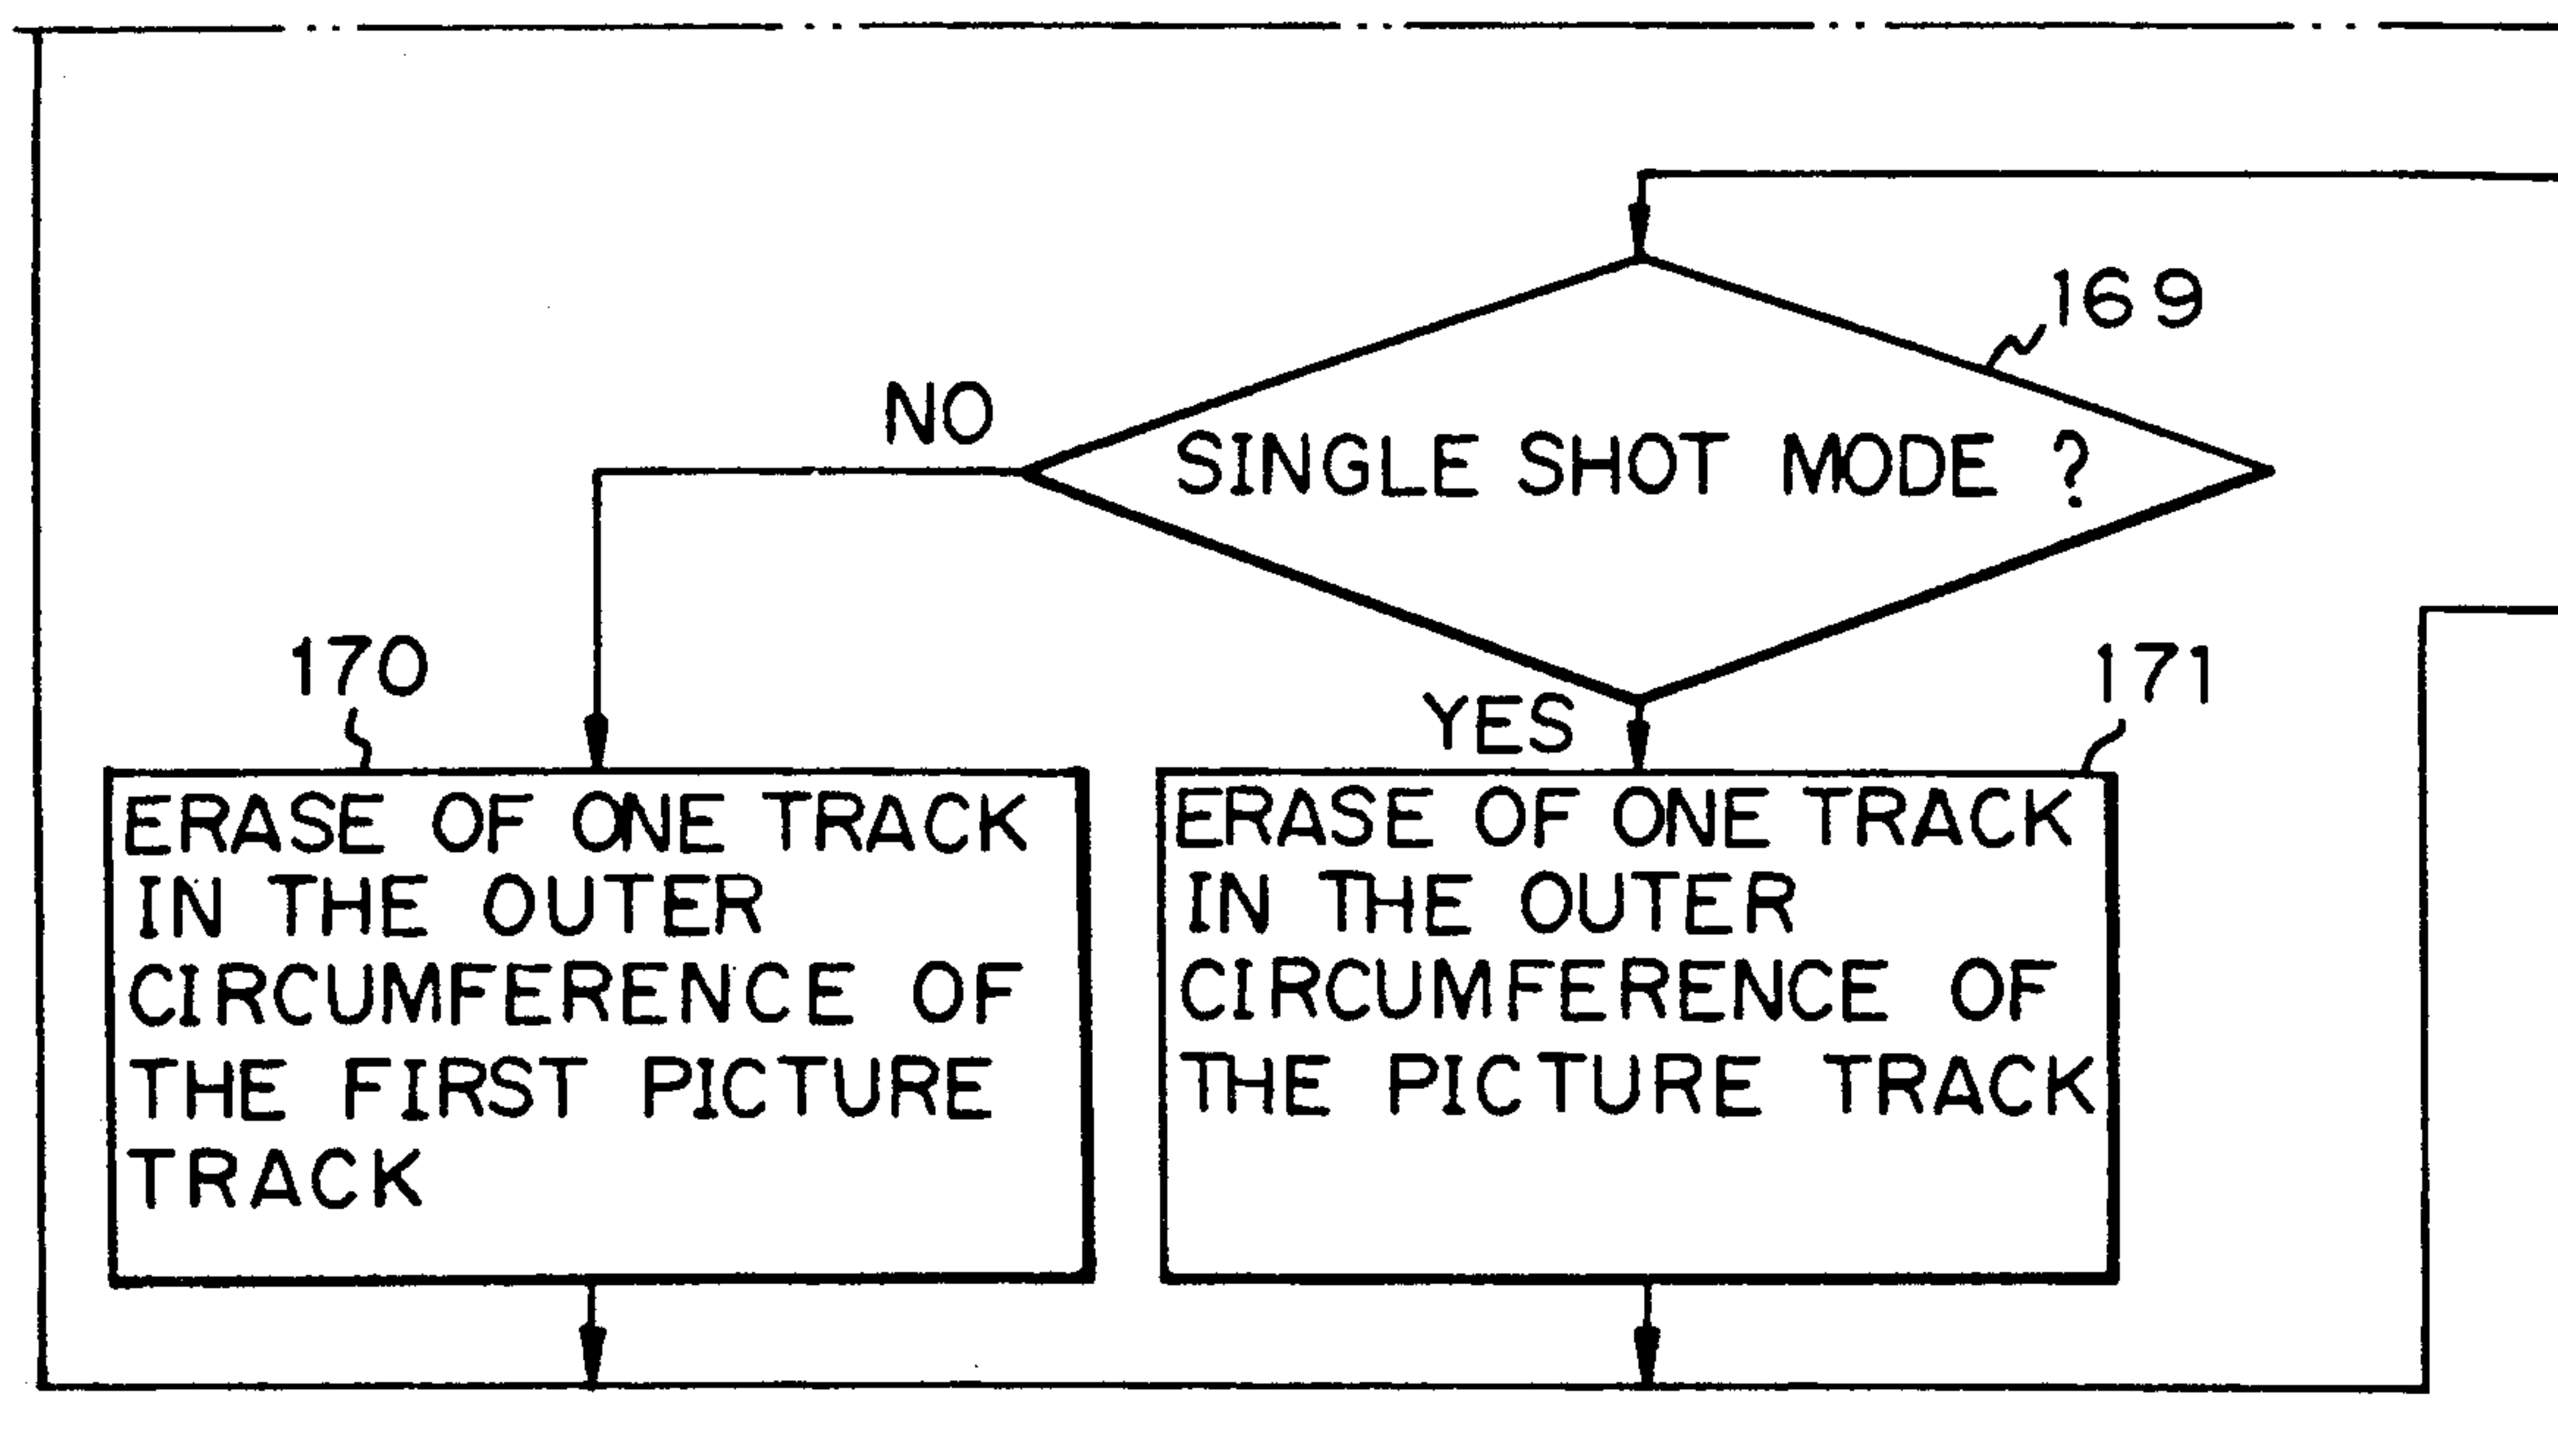 169
NO
SINGLE SHOT MODE ?
170
171
YES
ERASE OF ONE TRACK
IN THE OUTER
CIRCUMFERENCE OF
THE FIRST PICTURE
TRACK
ERASE OF ONE TRACK
IN THE OUTER
CIRCUMFERENCE OF
THE PICTURE TRACK